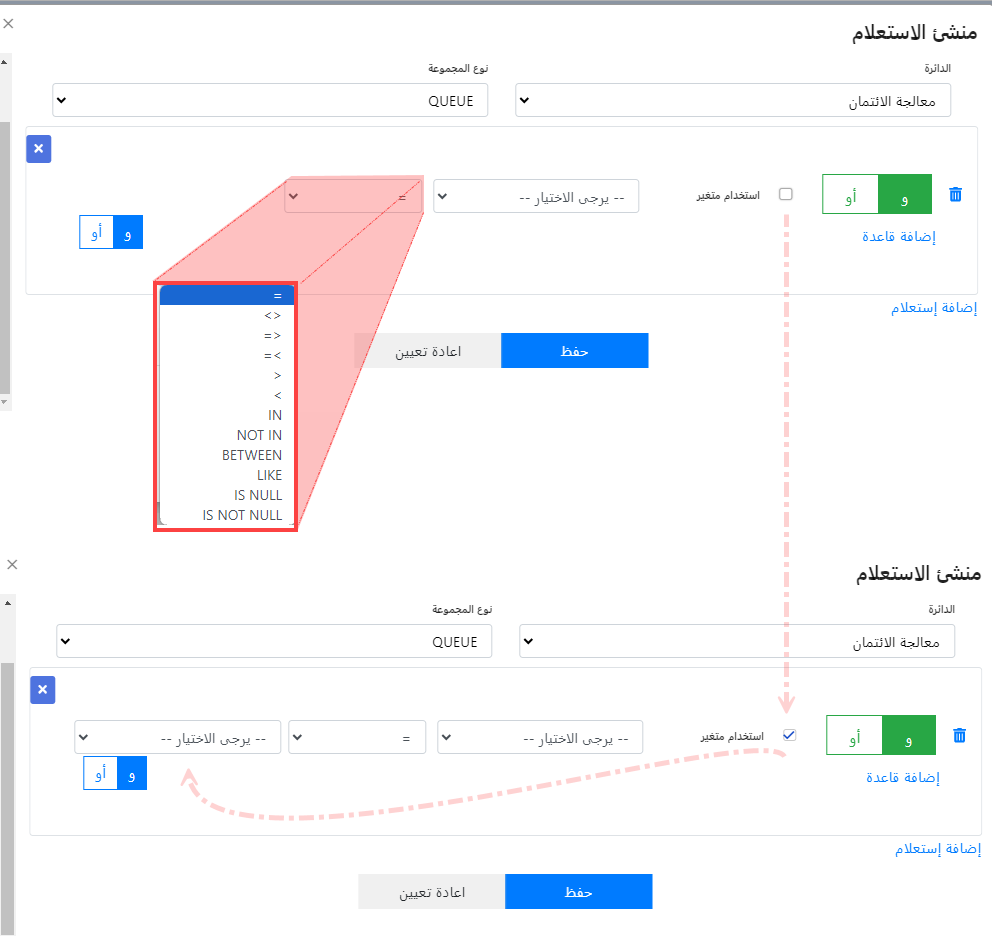 منشئ الاستعلام
الدائرة
نوع المجموعة
معالجة الائتمان
QUEUE
و
أو
استخدام متغير
-- يرجى الاختيار --
=
إضافة قاعدة
و
أو
إضافة إستعلام
حفظ
اعادة تعيين
=
<>
=>
=<
>
<
IN
NOT IN
BETWEEN
LIKE
IS NULL
IS NOT NULL
منشئ الاستعلام
الدائرة
نوع المجموعة
معالجة الائتمان
QUEUE
و
أو
استخدام متغير
-- يرجى الاختيار --
=
-- يرجى الاختيار --
إضافة قاعدة
و
أو
إضافة إستعلام
حفظ
اعادة تعيين